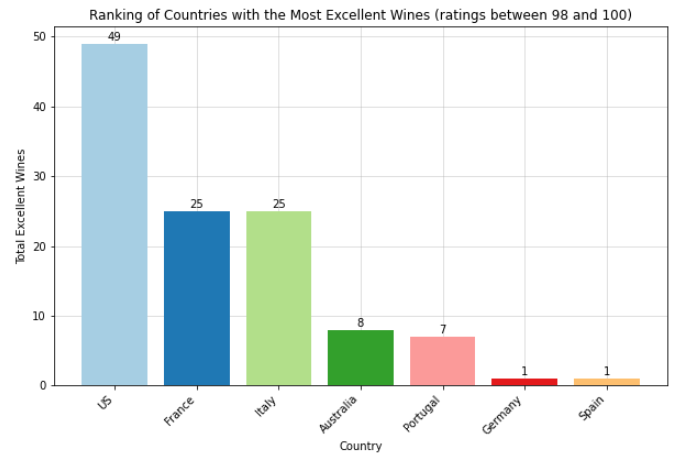 Ranking of Countries with the Most Excellent Wines (ratings between 98 and 100)
50
40
30
20
10
0
Total Excellent Wines
49
25
25
8
7
1
1
US
France
Italy
Australia
Portugal
Germany
Spain
Country